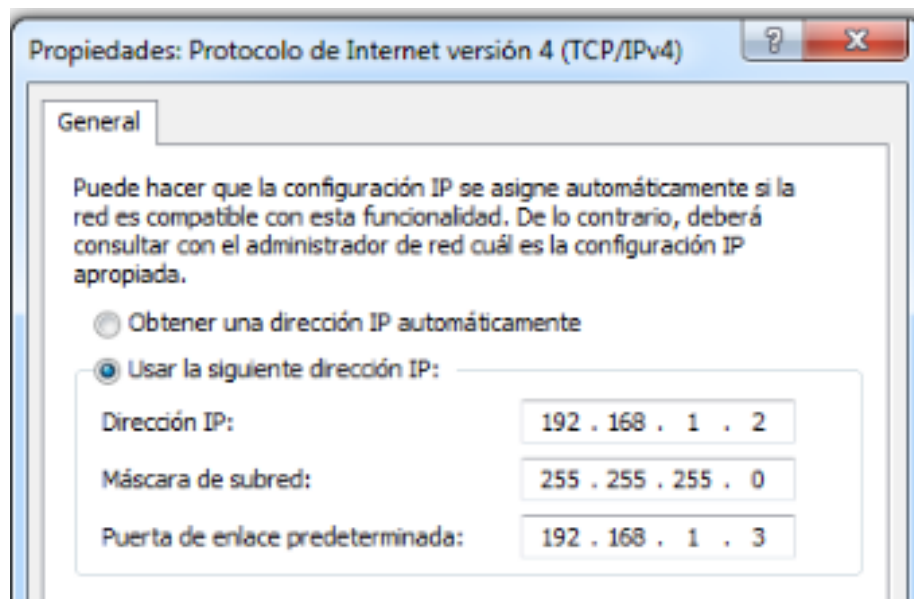 Propiedades: Protocolo de Internet versión 4 (TCP/IPv4)
General
Puede hacer que la configuración IP se asigne automáticamente si la
red es compatible con esta funcionalidad. De lo contrario, deberá
consultar con el administrador de red cuál es la configuración IP
apropiada.
Obtener una dirección IP automáticamente
Usar la siguiente dirección IP:
Dirección IP: 192 . 168 . 1 . 2
Máscara de subred: 255 . 255 . 255 . 0
Puerta de enlace predeterminada: 192 . 168 . 1 . 3